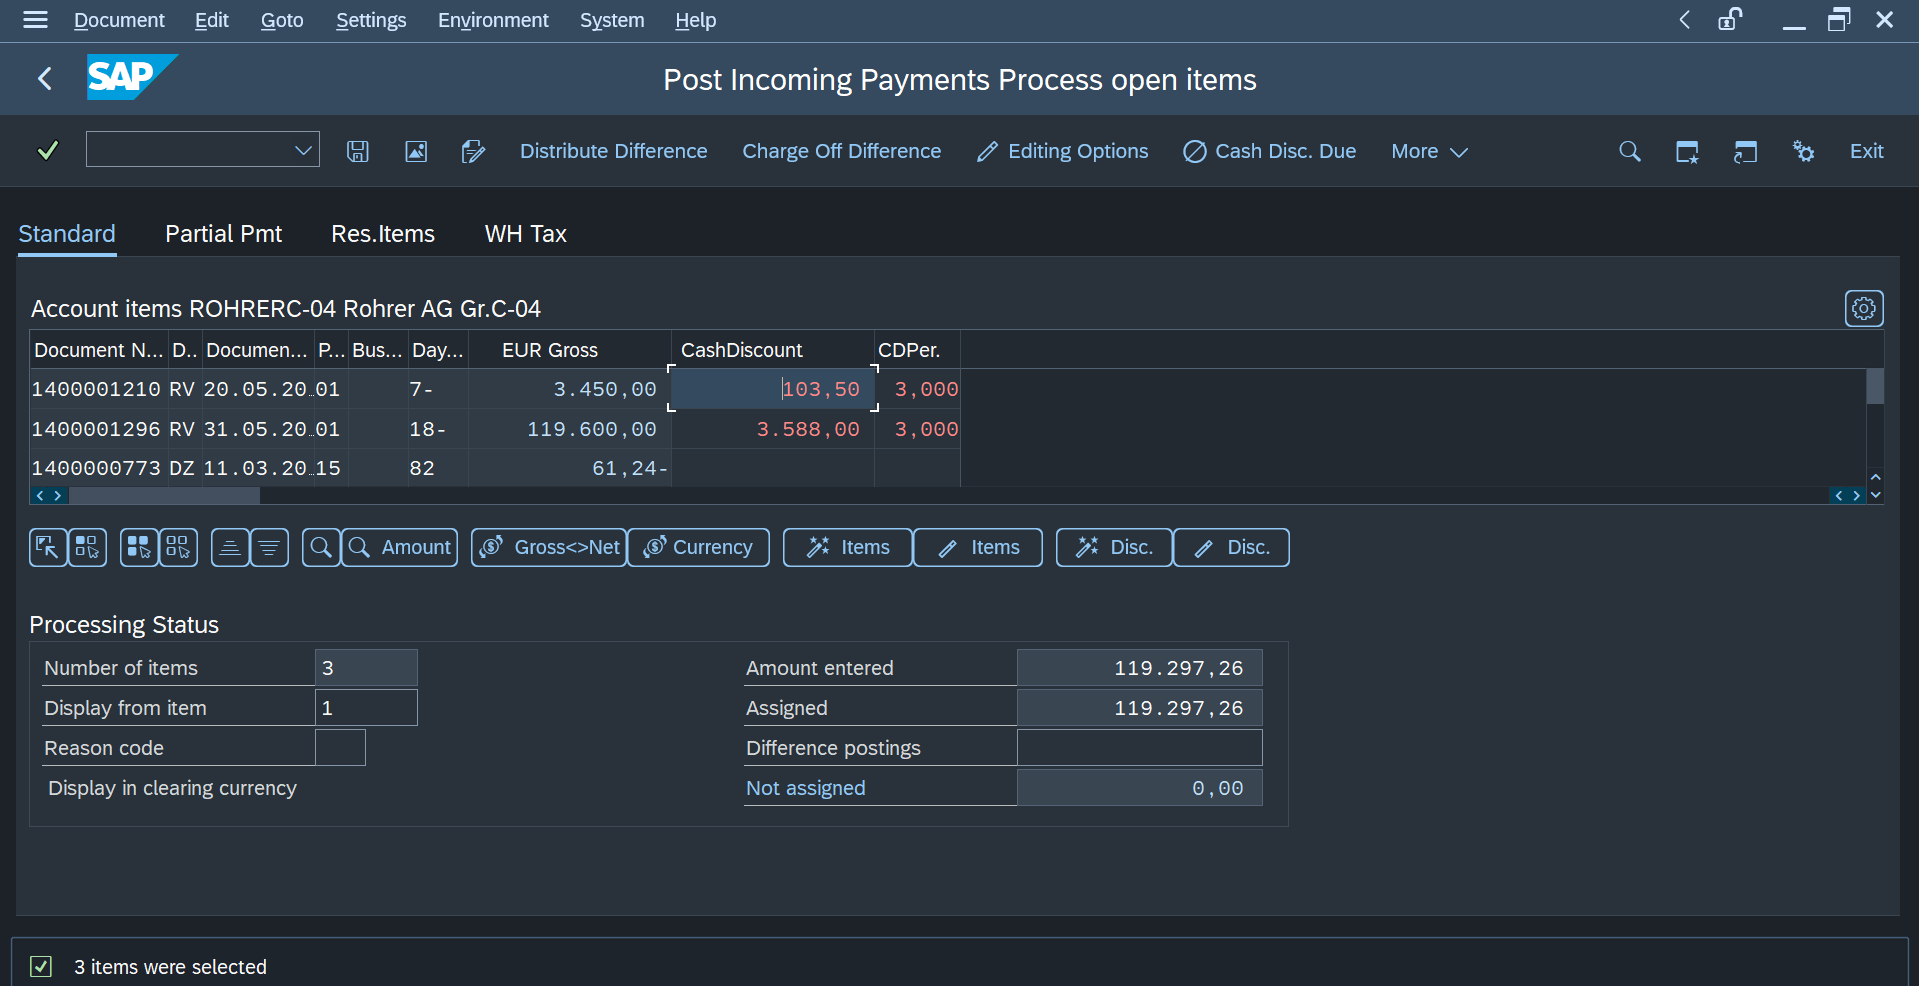 Document Edit Goto Settings Environment System Help
SAP Post Incoming Payments Process open items
Distribute Difference Charge Off Difference Editing Options Cash Disc. Due More Exit
Standard Partial Pmt Res.Items WH Tax
Account items ROHRERC-04 Rohrer AG Gr.C-04
Document N... D.. Documen... P... Bus... Day... EUR Gross CashDiscount CDPer.
1400001210 RV 20.05.20... 01 7- 3.450,00 103,50 3,000
1400001296 RV 31.05.20... 01 18- 119.600,00 3.588,00 3,000
1400000773 DZ 11.03.20... 15 82 61,24-
Amount Gross<>Net Currency Items Items Disc. Disc.
Processing Status
Number of items 3 Amount entered 119.297,26
Display from item 1 Assigned 119.297,26
Reason code Difference postings
Display in clearing currency Not assigned 0,00
3 items were selected